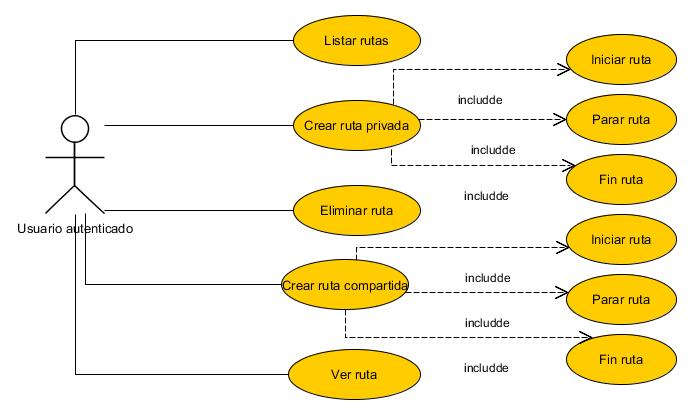 Listar rutas
Iniciar ruta
includde
Crear ruta privada
Parar ruta
includde
Fin ruta
includde
Eliminar ruta
Usuario autenticado
Iniciar ruta
includde
Crear ruta compartida
Parar ruta
includde
Fin ruta
includde
Ver ruta